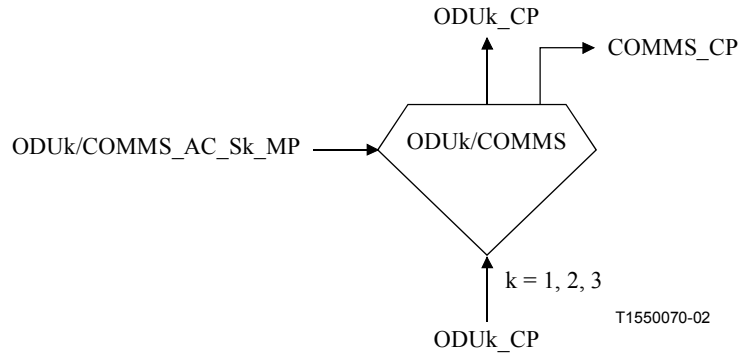 ODUk_CP
COMMS_CP
ODUk/COMMS_AC_Sk_MP
ODUk/COMMS
k = 1, 2, 3
T1550070-02
ODUk_CP